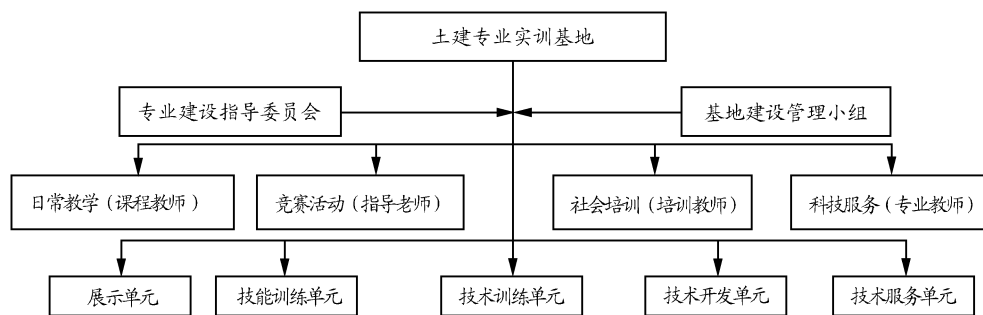 土建专业实训基地
专业建设指导委员会
基地建设管理小组
日常教学（课程教师）
竞赛活动（指导老师）
社会培训（培训教师）
科技服务（专业教师）
展示单元
技能训练单元
技术训练单元
技术开发单元
技术服务单元